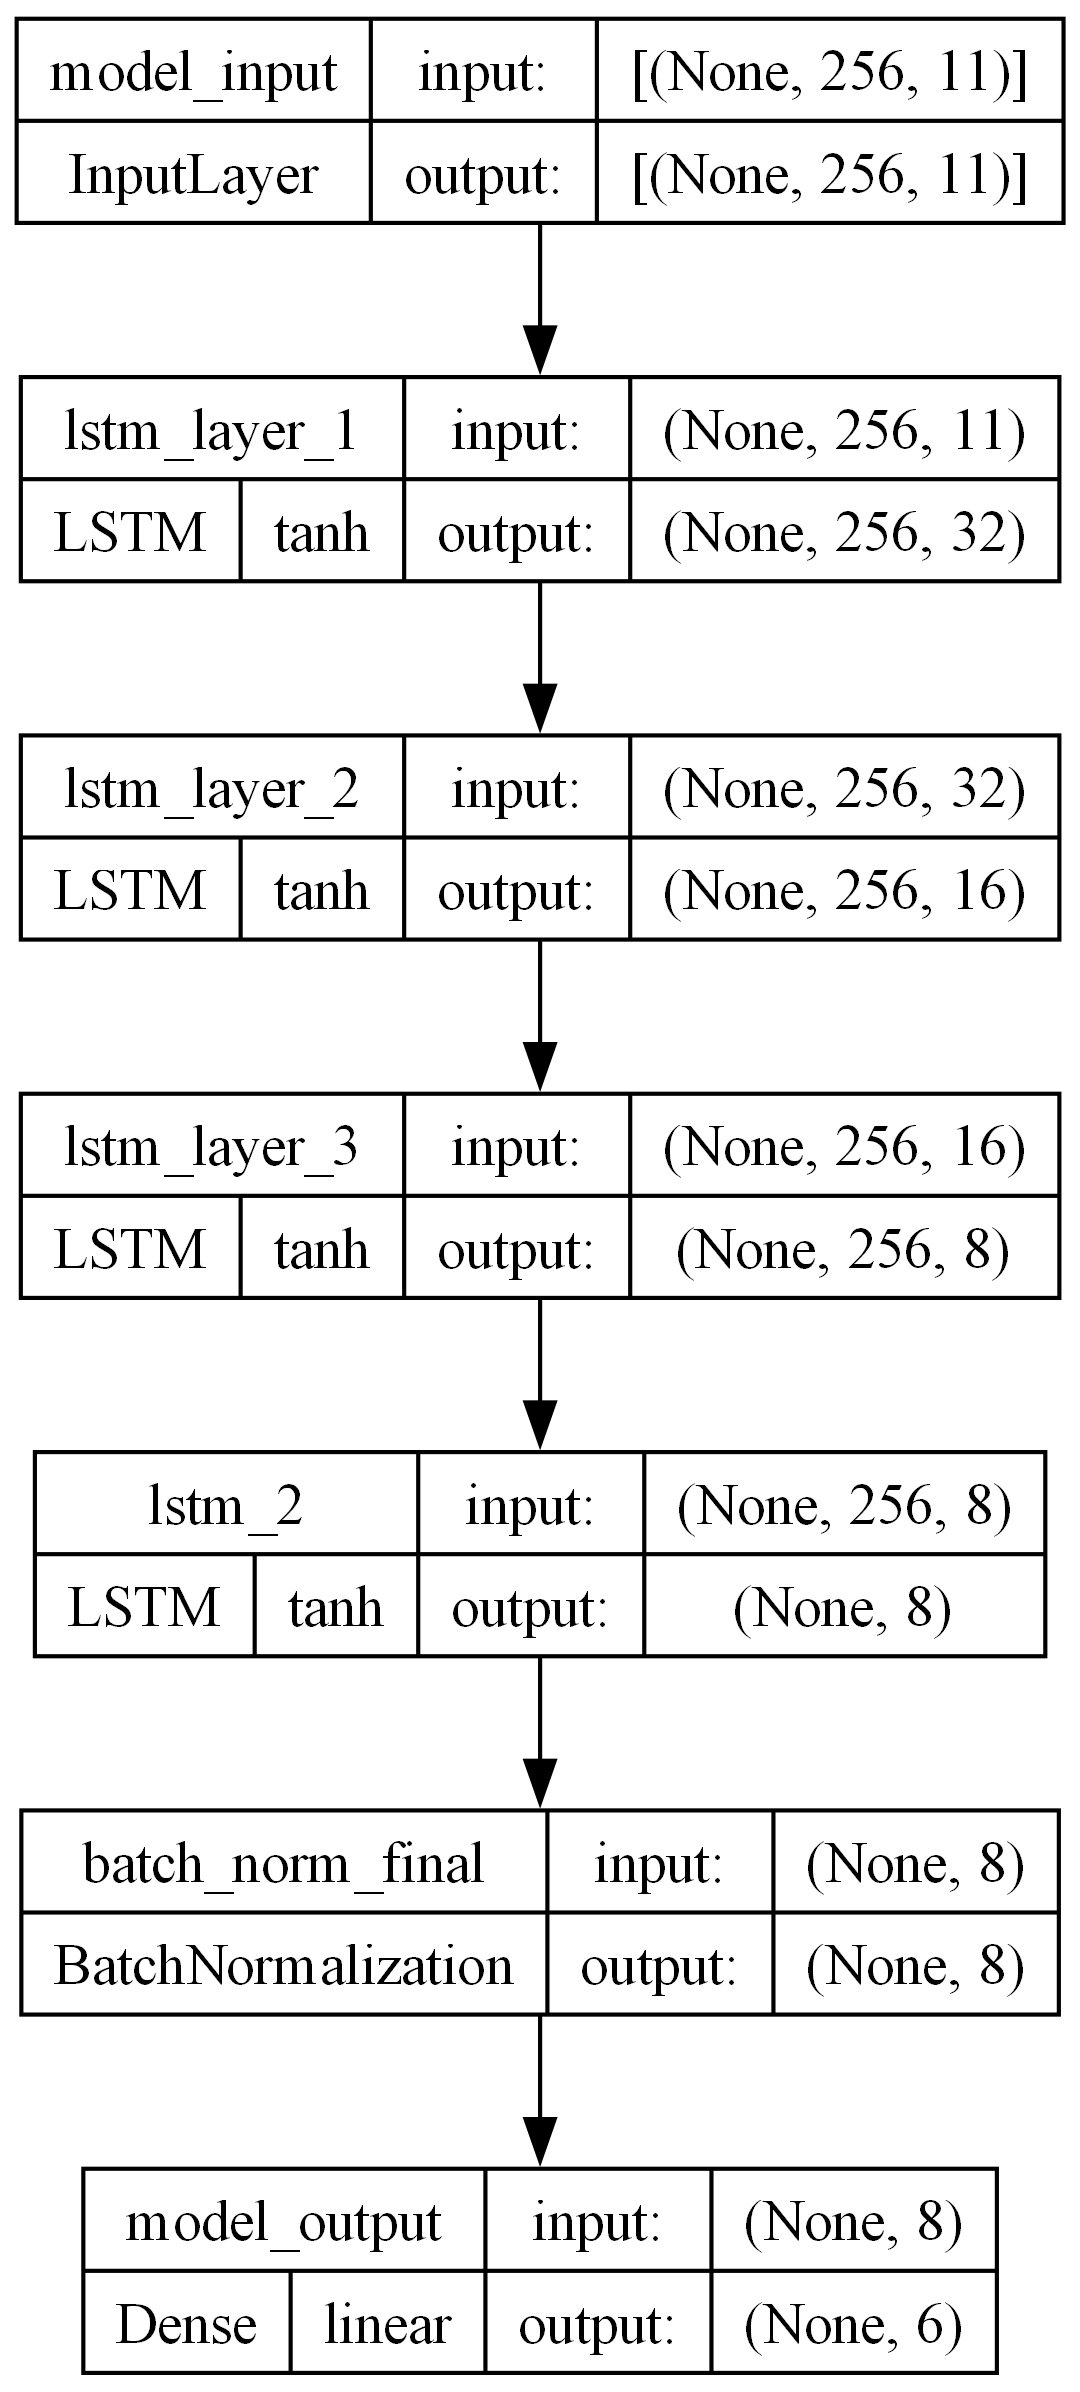 model_input input: [(None, 256, 11)]
InputLayer output: [(None, 256, 11)]
lstm_layer_1 input: (None, 256, 11)
LSTM tanh output: (None, 256, 32)
lstm_layer_2 input: (None, 256, 32)
LSTM tanh output: (None, 256, 16)
lstm_layer_3 input: (None, 256, 16)
LSTM tanh output: (None, 256, 8)
lstm_2 input: (None, 256, 8)
LSTM tanh output: (None, 8)
batch_norm_final input: (None, 8)
BatchNormalization output: (None, 8)
model_output input: (None, 8)
Dense linear output: (None, 6)